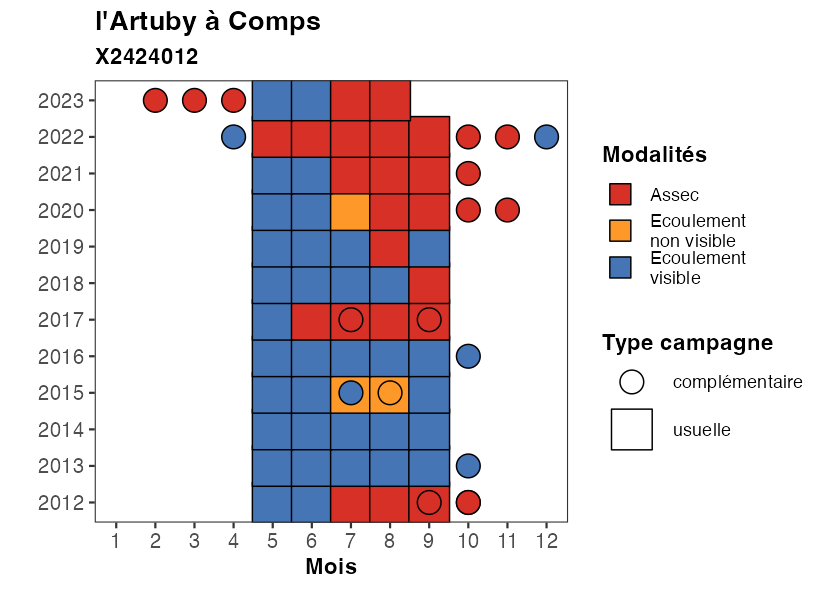 l'Artuby à Comps
X2424012
2023
2022
2021
2020
2019
2018
2017
2016
2015
2014
2013
2012
1 2 3 4 5 6 7 8 9 10 11 12
Mois
Modalités
Assec
Ecoulement
non visible
Ecoulement
visible
Type campagne
complémentaire
usuelle